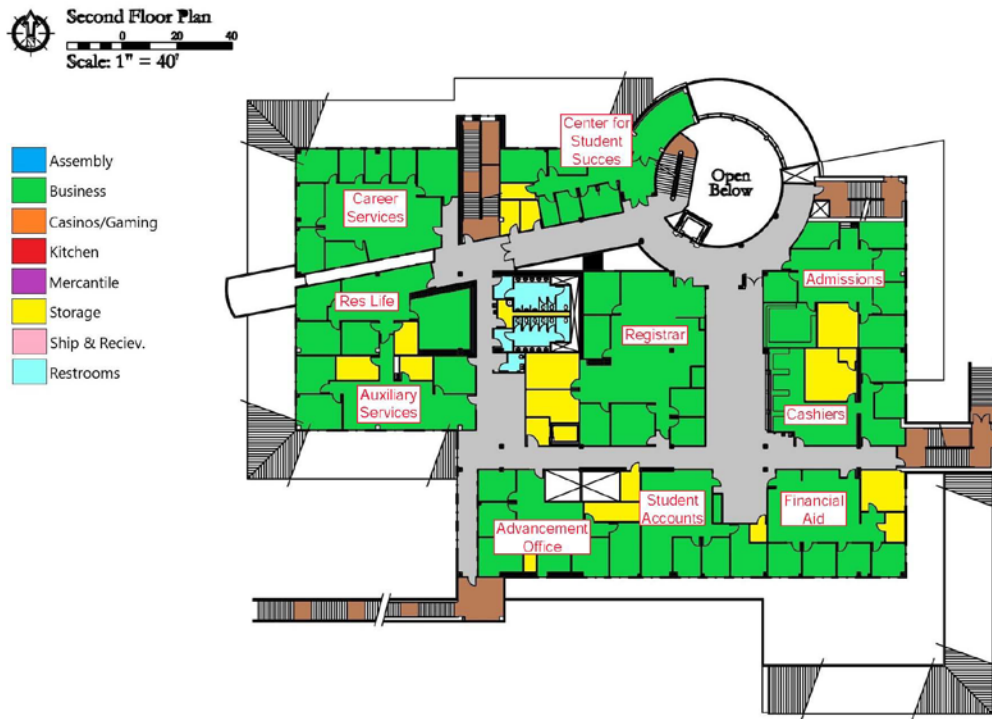 Second Floor Plan
0 20 40
Scale: 1" = 40'
Assembly
Business
Casinos/Gaming
Kitchen
Mercantile
Storage
Ship & Reciev.
Restrooms
Center for
Student
Succes
Open
Below
Career
Services
Admissions
Res Life
Registrar
Auxiliary
Services
Cashiers
Student
Accounts
Financial
Aid
Advancement
Office